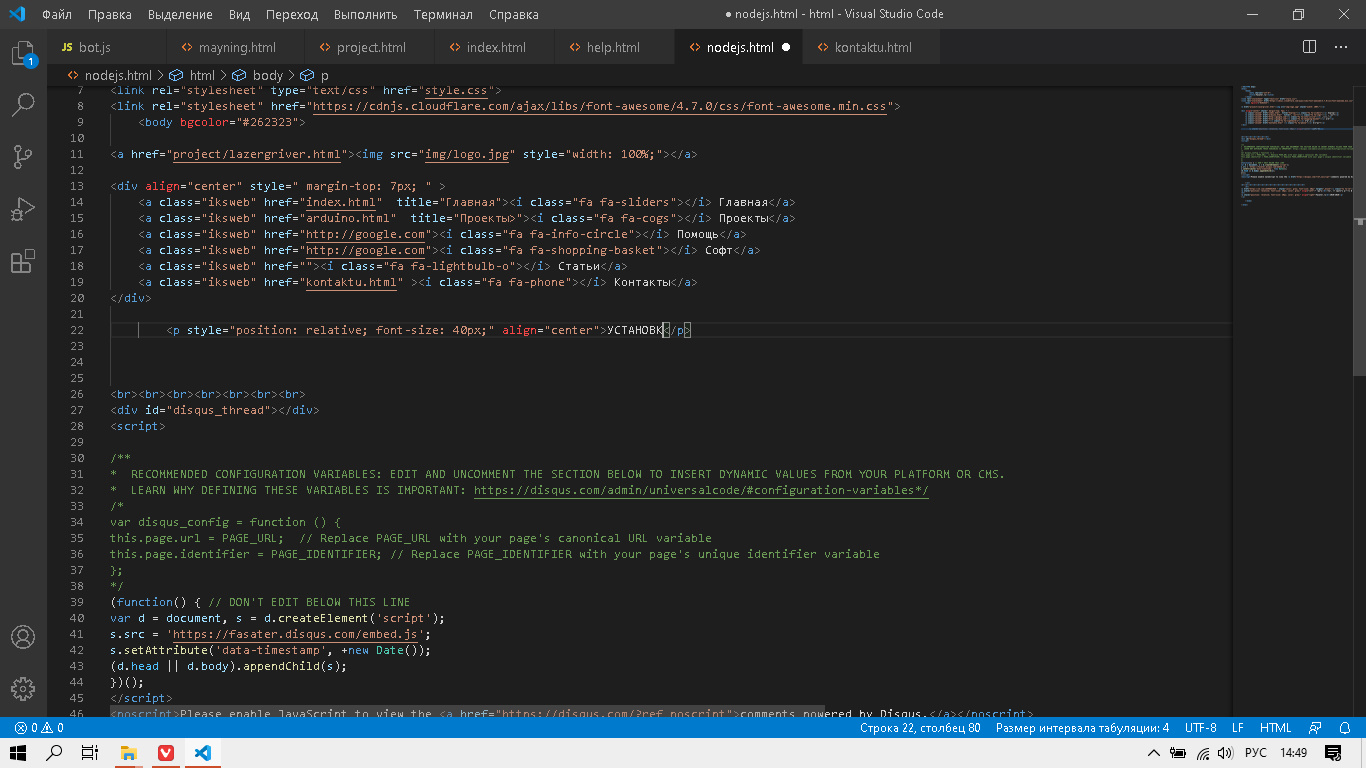 Файл Правка Выделение Вид Переход Выполнить Терминал Справка ● nodejs.html - html - Visual Studio Code
JS bot.js <> mayning.html <> project.html <> index.html <> help.html <> nodejs.html ● <> kontaktu.html
<> nodejs.html > html > body > p
7 <link rel="stylesheet" type="text/css" href="style.css">
8 <link rel="stylesheet" href="https://cdnjs.cloudflare.com/ajax/libs/font-awesome/4.7.0/css/font-awesome.min.css">
9 <body bgcolor="#262323">
10
11 <a href="project/lazergriver.html"><img src="img/logo.jpg" style="width: 100%;"></a>
12
13 <div align="center" style=" margin-top: 7px; " >
14 <a class="iksweb" href="index.html"  title="Главная"><i class="fa fa-sliders"></i> Главная</a>
15 <a class="iksweb" href="arduino.html"  title="Проекты>"><i class="fa fa-cogs"></i> Проекты</a>
16 <a class="iksweb" href="http://google.com"><i class="fa fa-info-circle"></i> Помощь</a>
17 <a class="iksweb" href="http://google.com"><i class="fa fa-shopping-basket"></i> Софт</a>
18 <a class="iksweb" href=""><i class="fa fa-lightbulb-o"></i> Статьи</a>
19 <a class="iksweb" href="kontaktu.html" ><i class="fa fa-phone"></i> Контакты</a>
20 </div>
21
22 <p style="position: relative; font-size: 40px;" align="center">УСТАНОВК</p>
23
24
25
26 <br><br><br><br><br><br><br>
27 <div id="disqus_thread"></div>
28 <script>
29
30 /**
31 *  RECOMMENDED CONFIGURATION VARIABLES: EDIT AND UNCOMMENT THE SECTION BELOW TO INSERT DYNAMIC VALUES FROM YOUR PLATFORM OR CMS.
32 *  LEARN WHY DEFINING THESE VARIABLES IS IMPORTANT: https://disqus.com/admin/universalcode/#configuration-variables*/
33 /*
34 var disqus_config = function () {
35 this.page.url = PAGE_URL;  // Replace PAGE_URL with your page's canonical URL variable
36 this.page.identifier = PAGE_IDENTIFIER; // Replace PAGE_IDENTIFIER with your page's unique identifier variable
37 };
38 */
39 (function() { // DON'T EDIT BELOW THIS LINE
40 var d = document, s = d.createElement('script');
41 s.src = 'https://fasater.disqus.com/embed.js';
42 s.setAttribute('data-timestamp', +new Date());
43 (d.head || d.body).appendChild(s);
44 })();
45 </script>
46 <noscript>Please enable JavaScript to view the <a href="https://disqus.com/?ref_noscript">comments powered by Disqus.</a></noscript>
0 0 Строка 22, столбец 80 Размер интервала табуляции: 4 UTF-8 LF HTML
РУС 14:49